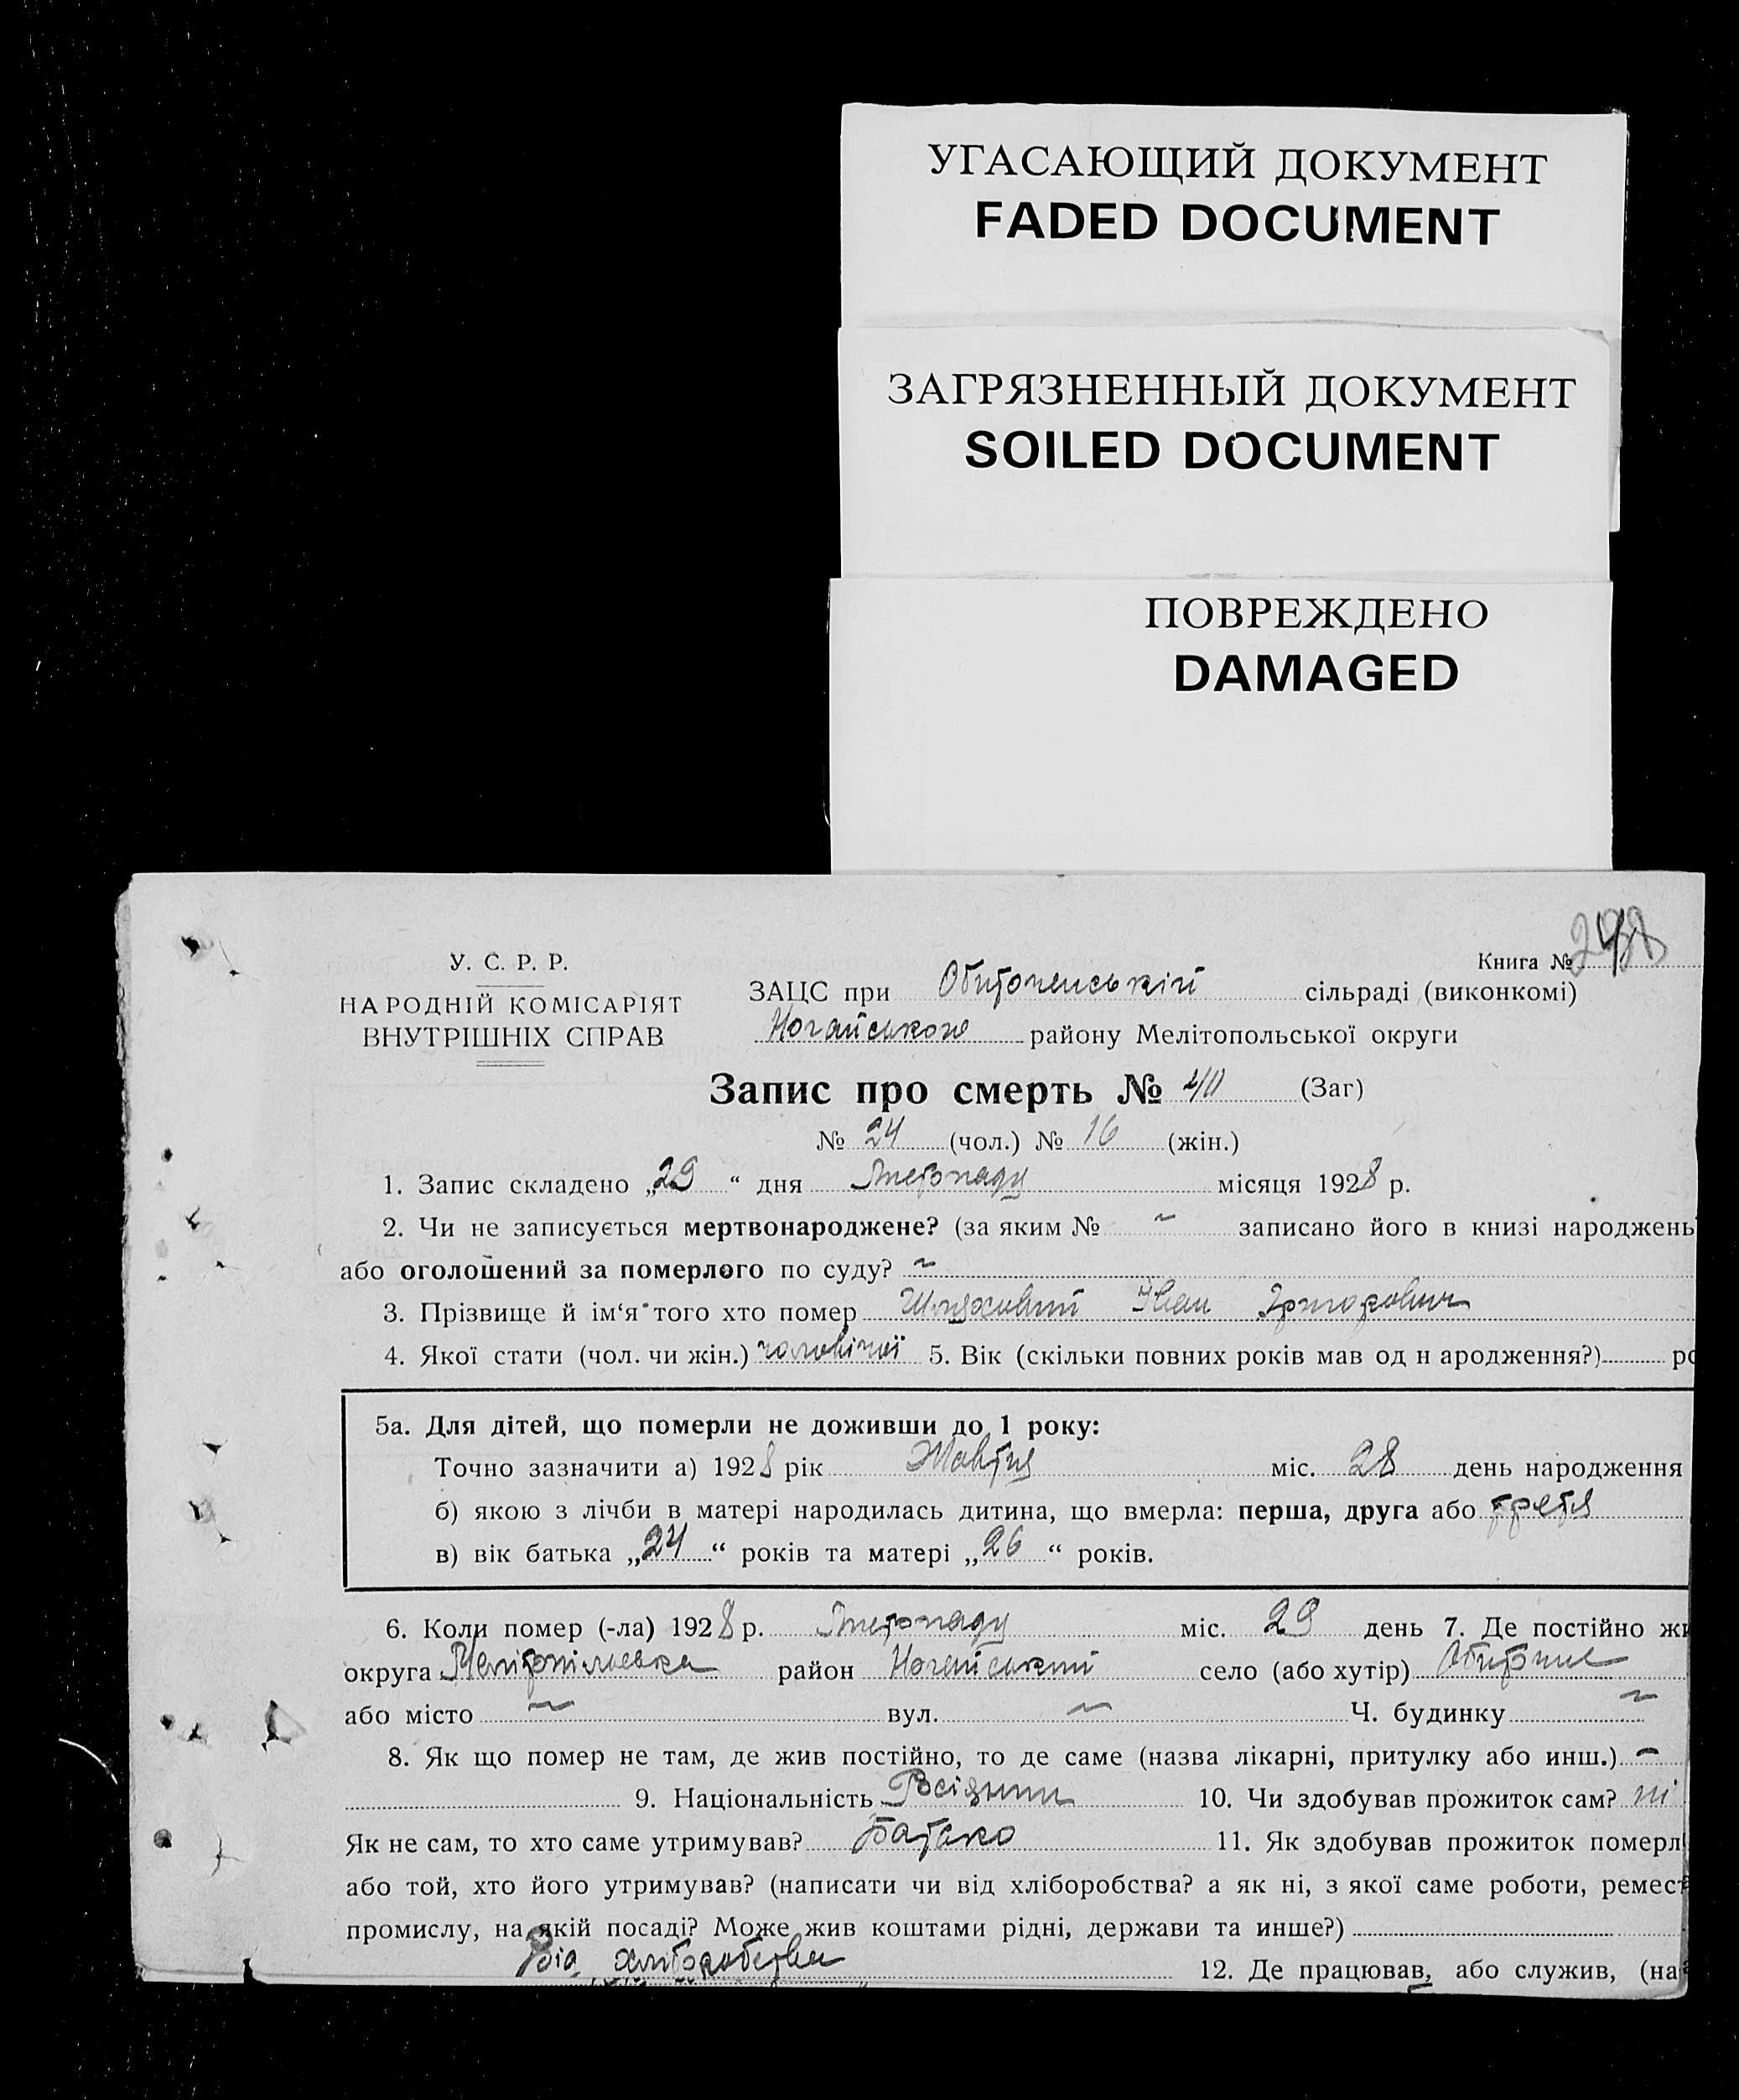 УГАСАЮЩИЙ ДОКУМЕНТ
FADED DOCUMENT
ЗАГРЯЗНЕННЫЙ ДОКУМЕНТ
SOILED DOCUMENT
ПОВРЕЖДЕНО
DAMAGED
Книга №
У. С. Р. Р.
НАРОДНІЙ КОМІСАРІЯТ
ВНУТРІШНІХ СПРАВ
ЗАЦС при Обиточенській сільраді (виконкомі)
Ногайського району Мелітопольської округи
Запис про смерть № 40 (Заг)
№ 24 (чол.) № 16 (жін.)
1. Запис складено „29“ дня Листопаду місяця 1928 р.
2. Чи не записується мертвонароджене? (за яким № ~ записано його в книзі народжень
або оголошений за померлого по суду? ~
3. Прізвище й ім‘я того хто помер Іван Григорович
4. Якої стати (чол. чи жін.) чоловічої 5. Вік (скільки повних років мав од н ародження?) ро
5а. Для дітей, що померли не доживши до 1 року:
Точно зазначити а) 1928 рік Жовтня міс. 28 день народження
б) якою з лічби в матері народилась дитина, що вмерла: перша, друга або третя
в) вік батька „24“ років та матері „26“ років.
6. Коли помер (-ла) 1928 р. Листопаду міс. 29 день 7. Де постійно жи
округа район Ногайський село (або хутір)
або місто ~ вул. ~ Ч. будинку ~
8. Як що помер не там, де жив постійно, то де саме (назва лікарні, притулку або инш.) -
9. Національність 10. Чи здобував прожиток сам? ні
Як не сам, то хто саме утримував? Батько 11. Як здобував прожиток померл
або той, хто його утримував? (написати чи від хліборобства? а як ні, з якої саме роботи, ремест
промислу, на якій посаді? Може жив коштами рідні, держави та инше?)
Від хліборобства 12. Де працював, або служив, (на